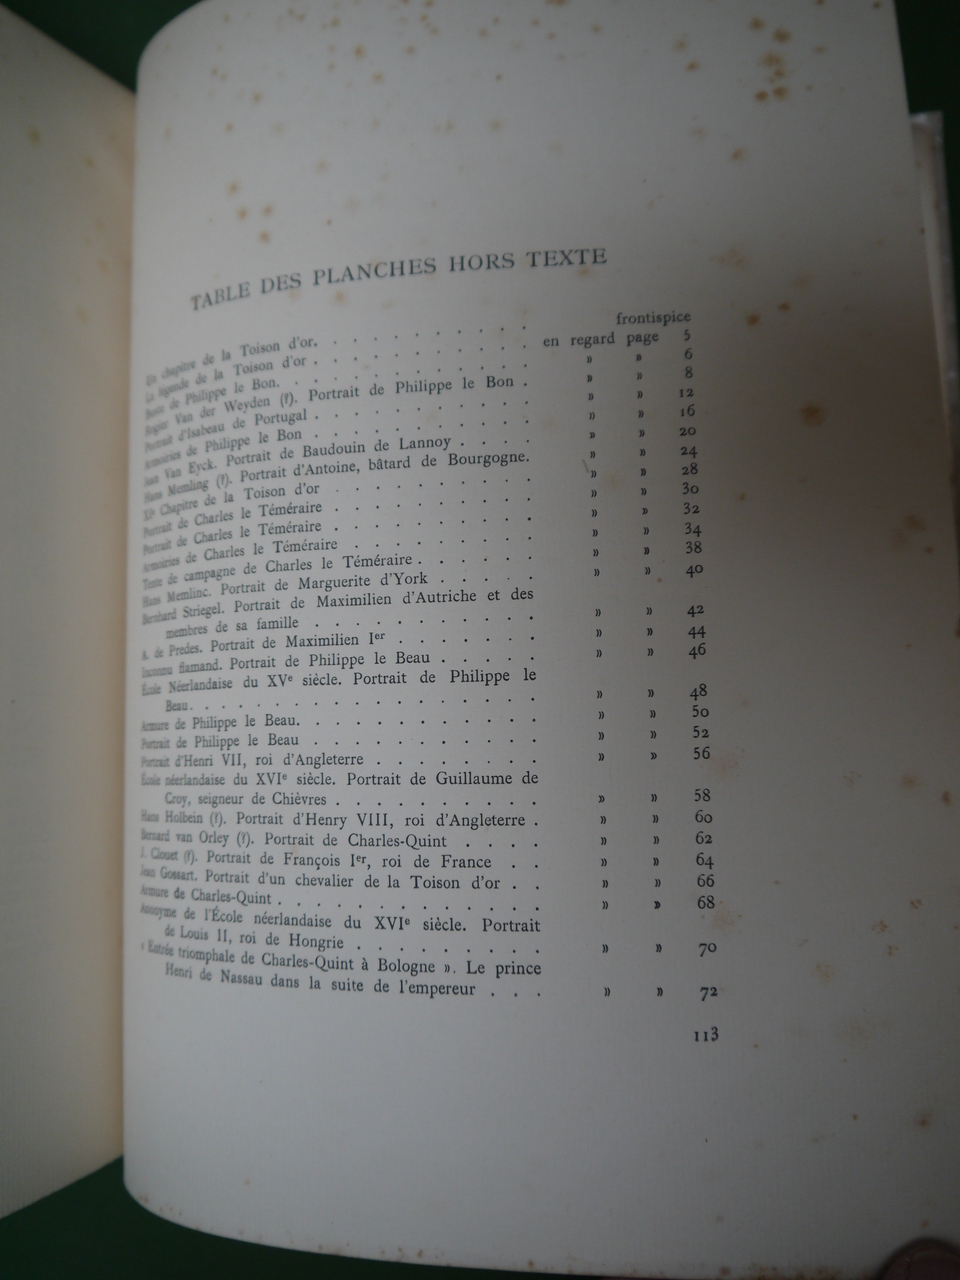 TABLE DES PLANCHES HORS TEXTE
Un chapitre de la Toison d'or. . . . . . . . . . frontispice
La légende de la Toison d'or . . . . . . . . . . en regard page 5
Buste de Philippe le Bon. . . . . . . . . . . » » 6
Rogier Van der Weyden (?). Portrait de Philippe le Bon . » » 8
Portrait d'Isabeau de Portugal . . . . . . . . . » » 12
Armoiries de Philippe le Bon . . . . . . . . . » » 16
Jean Van Eyck. Portrait de Baudouin de Lannoy . . . . » » 20
Hans Memling (?). Portrait d'Antoine, bâtard de Bourgogne. » » 24
XIe Chapitre de la Toison d'or . . . . . . . . » » 28
Portrait de Charles le Téméraire . . . . . . . . » » 30
Portrait de Charles le Téméraire . . . . . . . . » » 32
Armoiries de Charles le Téméraire . . . . . . . » » 34
Tente de campagne de Charles le Téméraire . . . . . . » » 38
Hans Memlinc. Portrait de Marguerite d'York . . . . . » » 40
Bernhard Striegel. Portrait de Maximilien d'Autriche et des
membres de sa famille . . . . . . . . . . » » 42
A. de Predes. Portrait de Maximilien Ier . . . . . . . » » 44
Inconnu flamand. Portrait de Philippe le Beau . . . . . » » 46
École Néerlandaise du XVe siècle. Portrait de Philippe le
Beau. . . . . . . . . . . . . . . . . » » 48
Armure de Philippe le Beau. . . . . . . . . . . » » 50
Portrait de Philippe le Beau . . . . . . . . . . » » 52
Portrait d'Henri VII, roi d'Angleterre . . . . . . . . » » 56
École néerlandaise du XVIe siècle. Portrait de Guillaume de
Croy, seigneur de Chièvres . . . . . . . . . . » » 58
Hans Holbein (?). Portrait d'Henry VIII, roi d'Angleterre . » » 60
Bernard van Orley (?). Portrait de Charles-Quint . . . . » » 62
J. Clouet (?). Portrait de François Ier, roi de France . . » » 64
Jean Gossart. Portrait d'un chevalier de la Toison d'or . . » » 66
Armure de Charles-Quint . . . . . . . . . . . . » » 68
Anonyme de l'École néerlandaise du XVIe siècle. Portrait
de Louis II, roi de Hongrie . . . . . . . . . » » 70
« Entrée triomphale de Charles-Quint à Bologne ». Le prince
Henri de Nassau dans la suite de l'empereur . . . » » 72
113